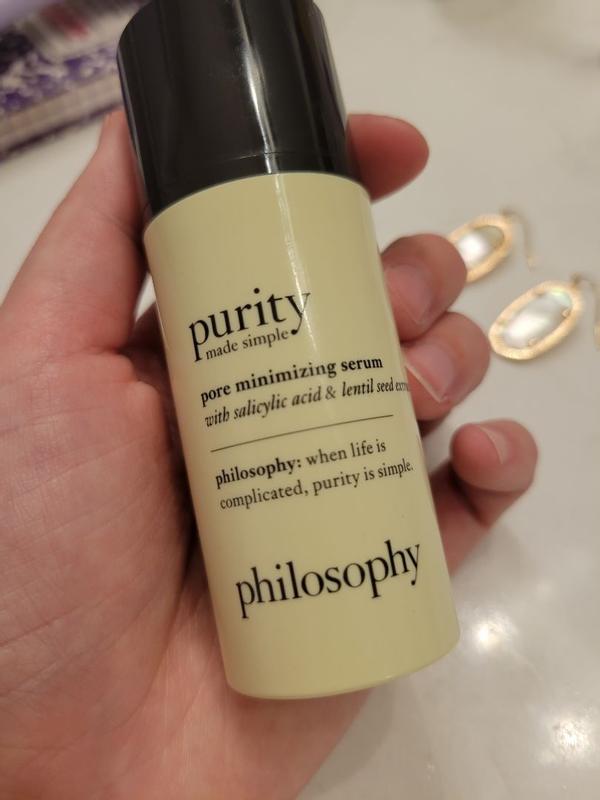 purity
made simple
pore minimizing serum
with salicylic acid & lentil seed
philosophy: when life is
complicated, purity is simple.
philosophy